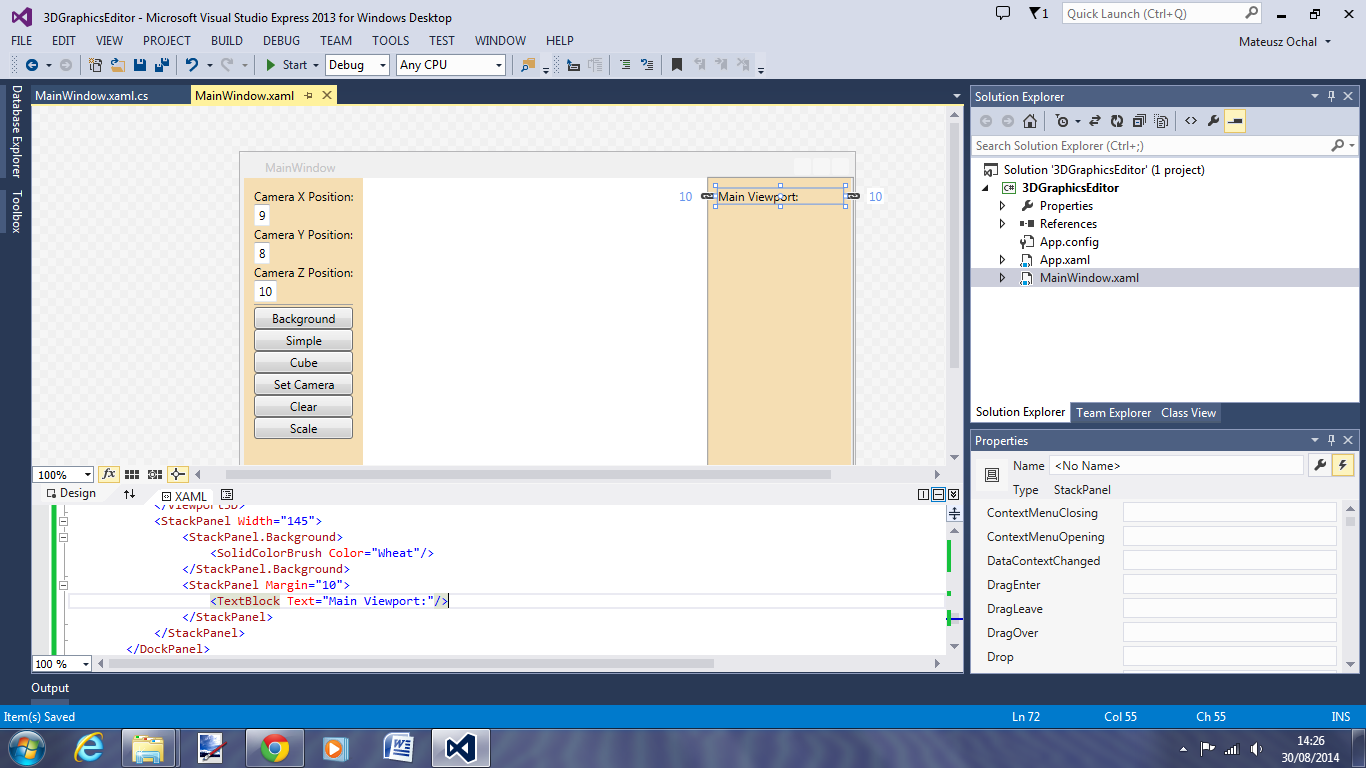 3DGraphicsEditor - Microsoft Visual Studio Express 2013 for Windows Desktop
1
Quick Launch (Ctrl+Q)
FILE EDIT VIEW PROJECT BUILD DEBUG TEAM TOOLS TEST WINDOW HELP
Mateusz Ochal
Start Debug Any CPU
Database Explorer
Toolbox
MainWindow.xaml.cs MainWindow.xaml
MainWindow
Camera X Position:
9
Camera Y Position:
8
Camera Z Position:
10
Background
Simple
Cube
Set Camera
Clear
Scale
10 Main Viewport: 10
100% fx
Design XAML
</Viewport3D>
<StackPanel Width="145">
<StackPanel.Background>
<SolidColorBrush Color="Wheat"/>
</StackPanel.Background>
<StackPanel Margin="10">
<TextBlock Text="Main Viewport:"/>
</StackPanel>
</StackPanel>
</DockPanel>
100 %
Solution Explorer
Search Solution Explorer (Ctrl+;)
Solution '3DGraphicsEditor' (1 project)
C# 3DGraphicsEditor
Properties
References
App.config
App.xaml
MainWindow.xaml
Solution Explorer Team Explorer Class View
Properties
Name <No Name>
Type StackPanel
ContextMenuClosing
ContextMenuOpening
DataContextChanged
DragEnter
DragLeave
DragOver
Drop
Output
Item(s) Saved Ln 72 Col 55 Ch 55 INS
14:26
30/08/2014